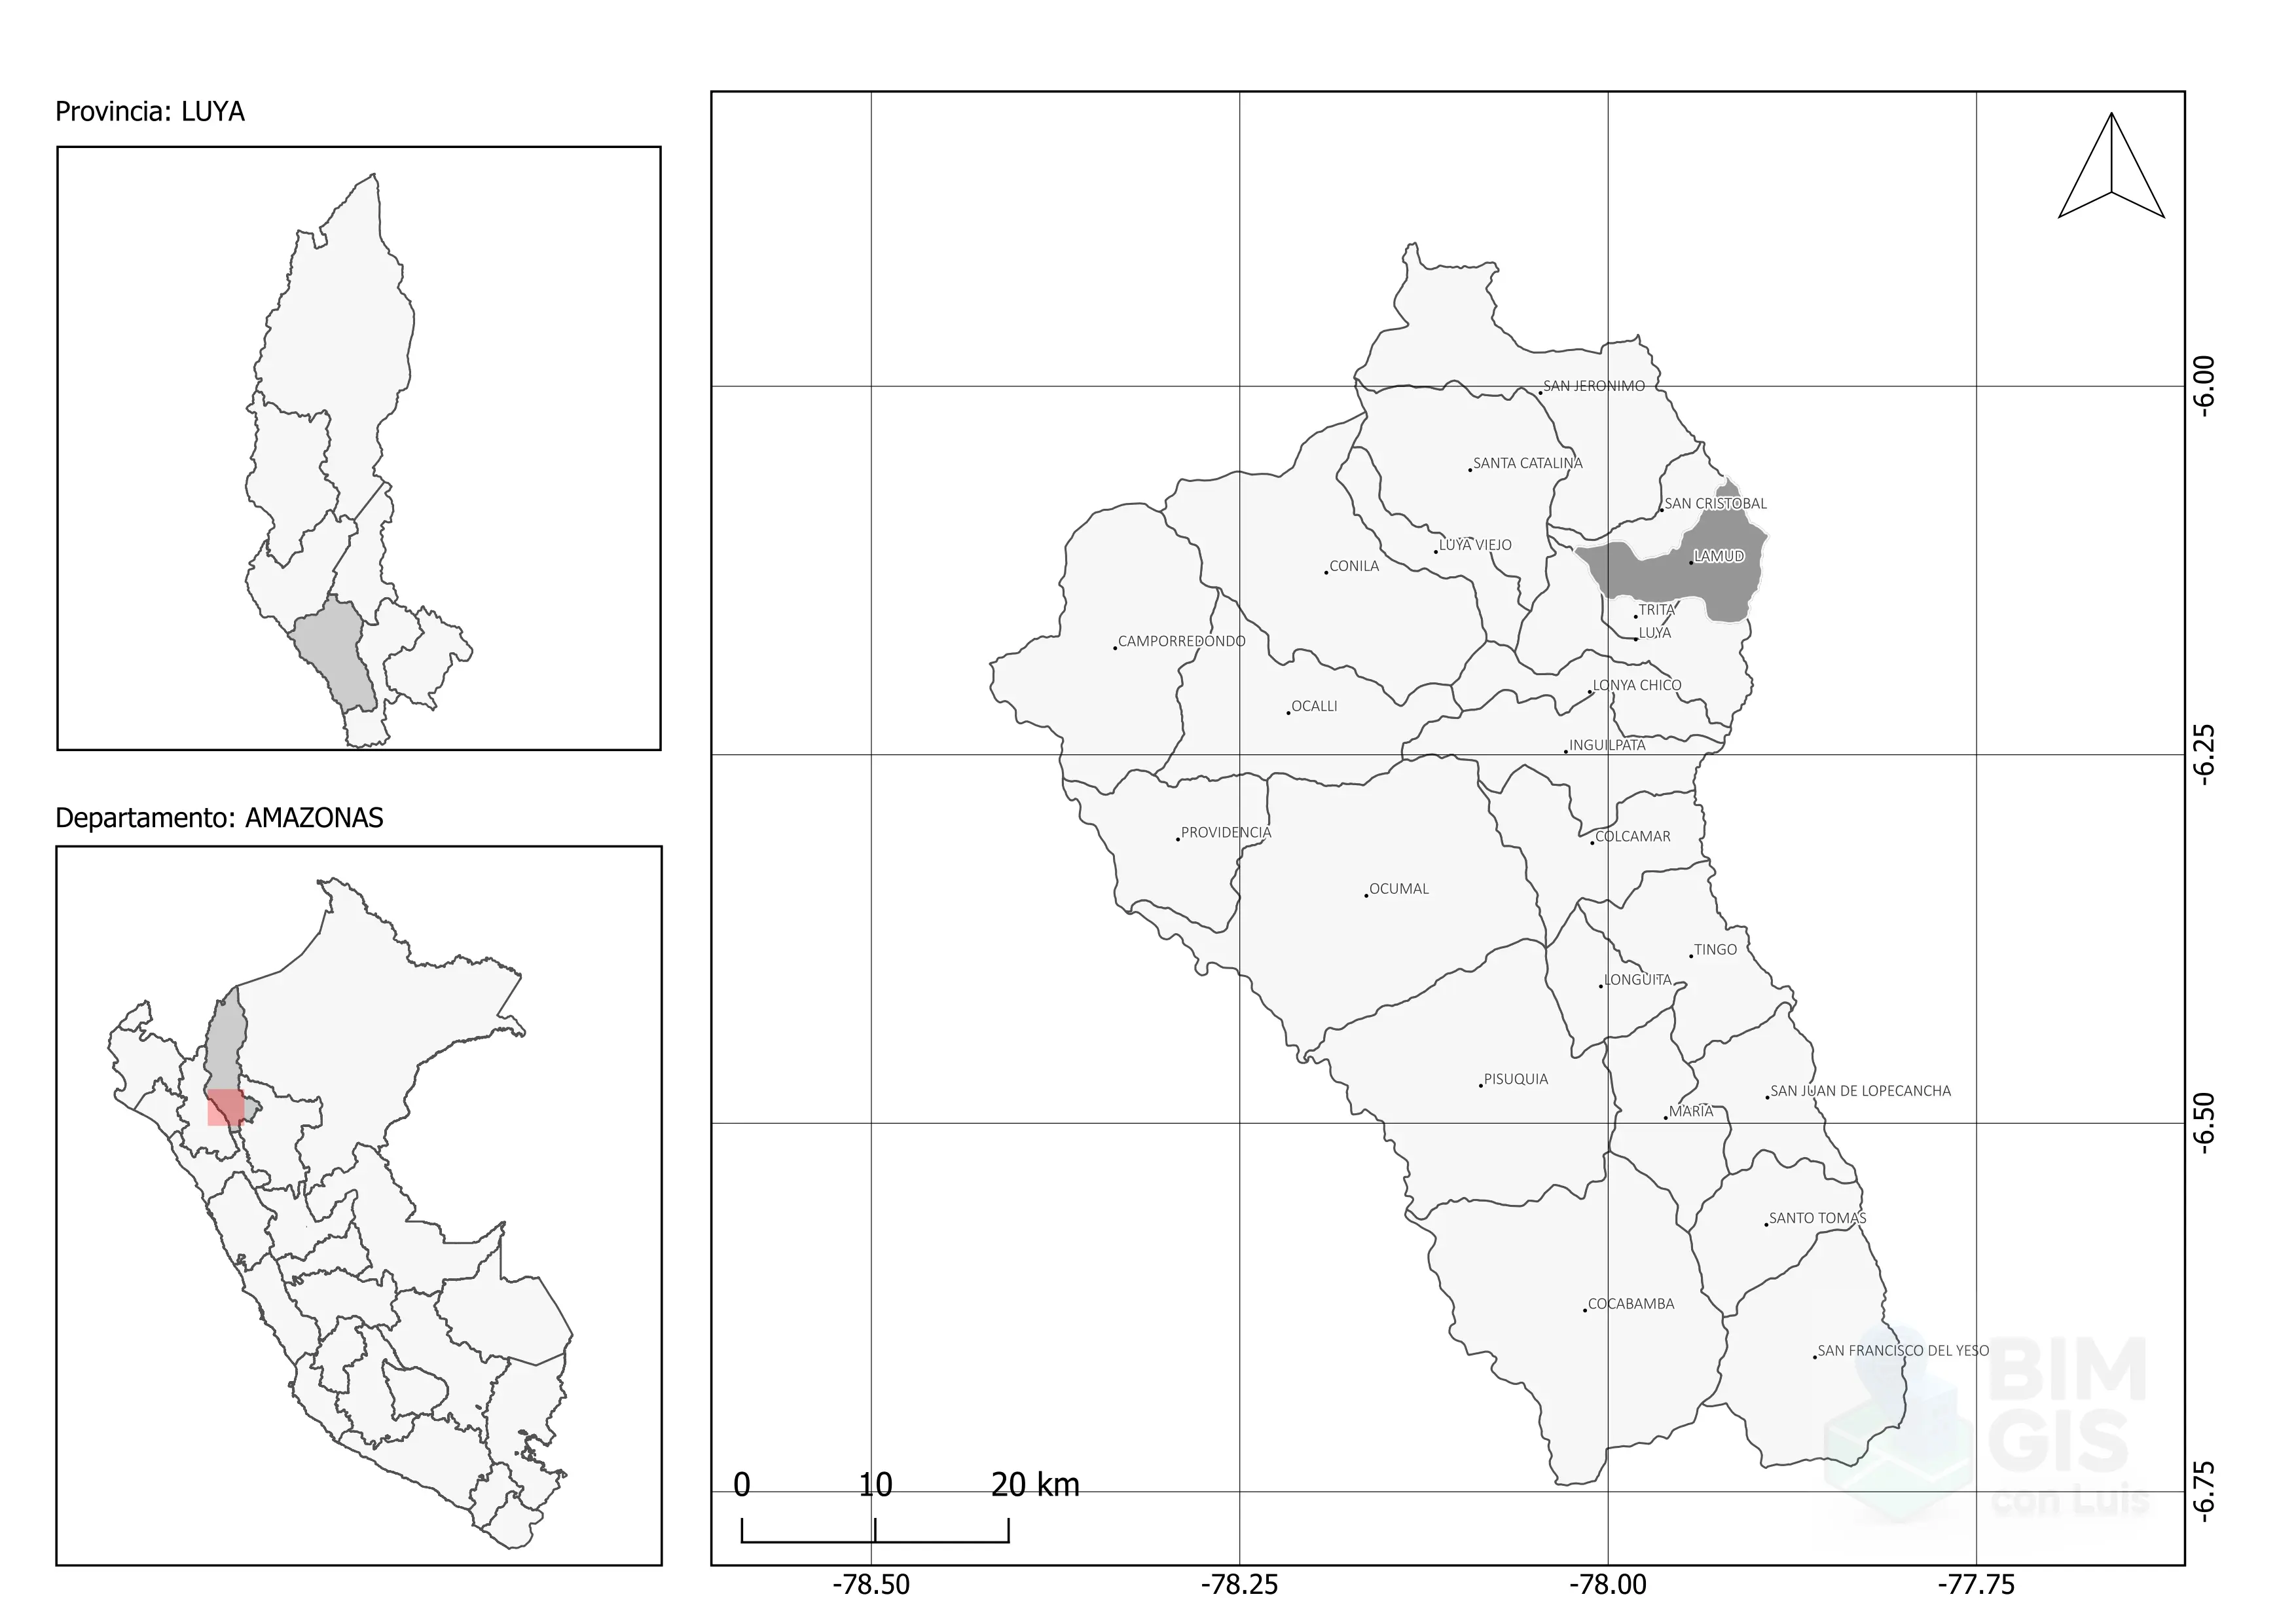 Provincia: LUYA
Departamento: AMAZONAS
SAN JERONIMO
SANTA CATALINA
SAN CRISTOBAL
LUYA VIEJO
LAMUD
CONILA
TRITA
LUYA
CAMPORREDONDO
LONYA CHICO
OCALLI
INGUILPATA
PROVIDENCIA
COLCAMAR
OCUMAL
TINGO
LONGUITA
PISUQUIA
SAN JUAN DE LOPECANCHA
MARIA
SANTO TOMAS
COCABAMBA
SAN FRANCISCO DEL YESO
BIM
GIS
con Luis
0 10 20 km
-6.00
-6.25
-6.50
-6.75
-78.50 -78.25 -78.00 -77.75